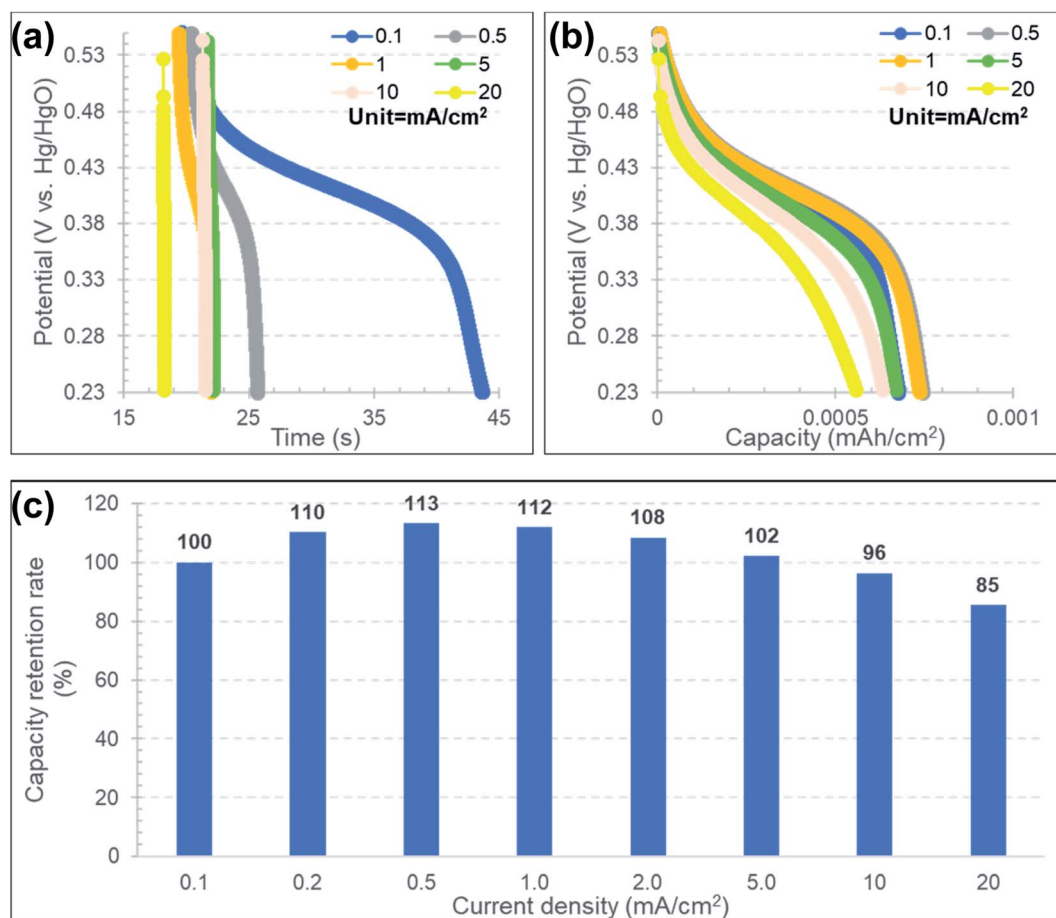 (a)
0.1 0.5
1 5
10 20
Unit=mA/cm²
0.53
0.48
0.43
0.38
0.33
0.28
0.23
Potential (V vs. Hg/HgO)
15 25 35 45
Time (s)
(b)
0.1 0.5
1 5
10 20
Unit=mA/cm²
0.53
0.48
0.43
0.38
0.33
0.28
0.23
Potential (V vs. Hg/HgO)
0 0.0005 0.001
Capacity (mAh/cm²)
(c)
120
100
80
60
40
20
0
Capacity retention rate
(%)
100 110 113 112 108 102 96 85
0.1 0.2 0.5 1.0 2.0 5.0 10 20
Current density (mA/cm²)